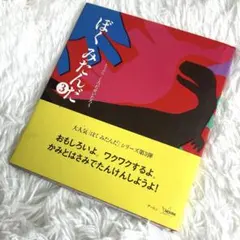 ぼくみたんだ
3
大人気「ぼくみたんだ」シリーズ第3弾
おもしろいよ、ワクワクするよ、
かみとはさみでたんけんしようよ!